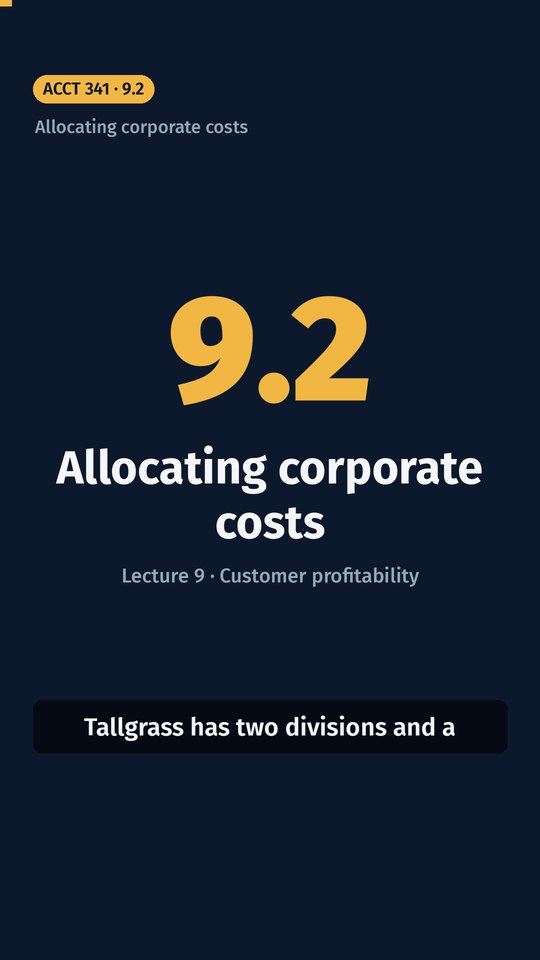 ACCT 341 · 9.2
Allocating corporate costs
9.2
Allocating corporate
costs
Lecture 9 · Customer profitability
Tallgrass has two divisions and a